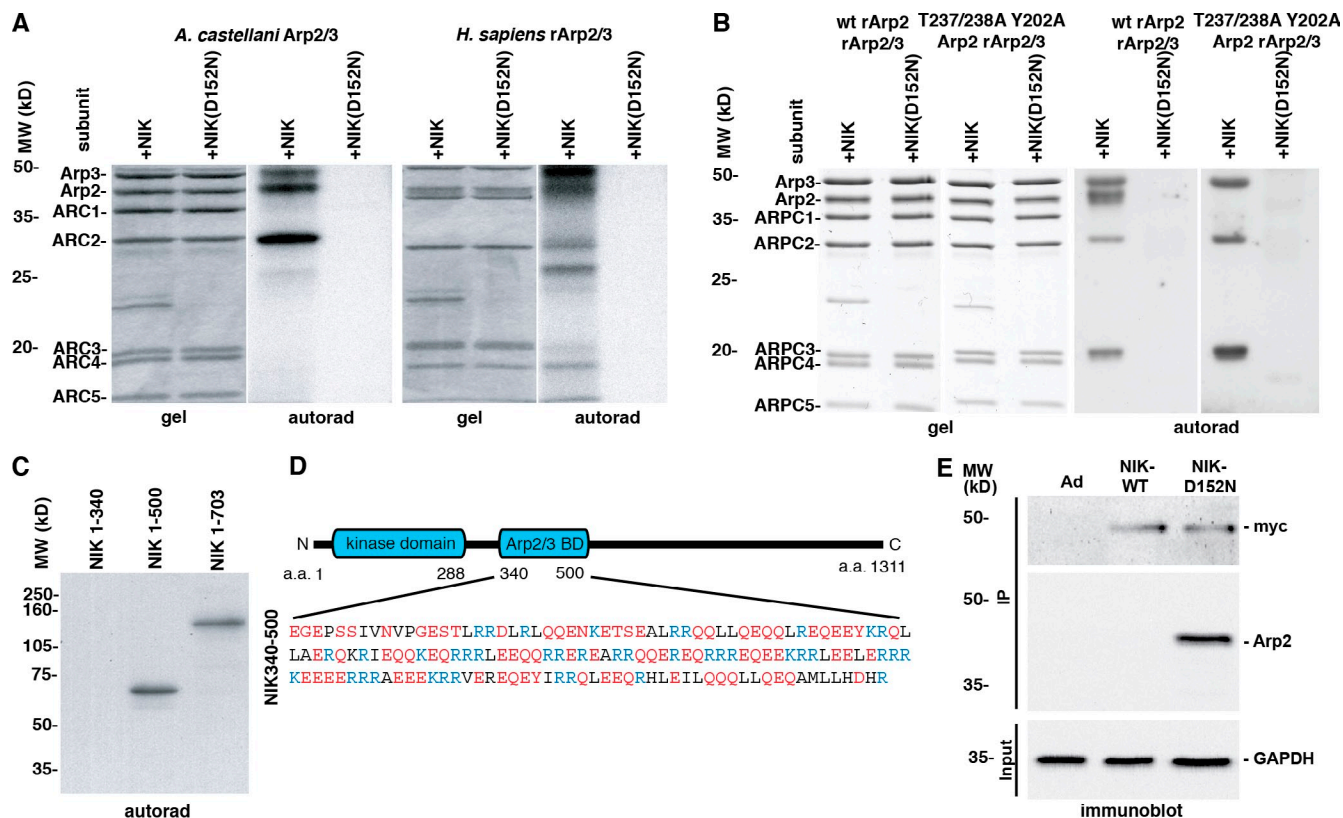 A
A. castellani Arp2/3
H. sapiens rArp2/3
MW (kD)
subunit
+NIK
+NIK(D152N)
+NIK
+NIK(D152N)
+NIK
+NIK(D152N)
+NIK
+NIK(D152N)
50-
35-
25-
20-
Arp3-
Arp2-
ARC1-
ARC2-
ARC3-
ARC4-
ARC5-
gel
autorad
gel
autorad
B
wt rArp2 T237/238A Y202A
rArp2/3 Arp2 rArp2/3
wt rArp2 T237/238A Y202A
rArp2/3 Arp2 rArp2/3
MW (kD)
subunit
+NIK
+NIK(D152N)
+NIK
+NIK(D152N)
+NIK
+NIK(D152N)
+NIK
+NIK(D152N)
50-
35-
25-
20-
Arp3-
Arp2-
ARPC1-
ARPC2-
ARPC3-
ARPC4-
ARPC5-
gel
autorad
C
MW (kD)
NIK 1-340
NIK 1-500
NIK 1-703
250-
160-
105-
75-
50-
35-
autorad
D
N
kinase domain
Arp2/3 BD
C
a.a. 1
288
340
500
a.a. 1311
NIK340-500
EGEPSSIVNVPGESTLRRDLRLQQENKETSEALRRQQLLQEQQLREQEEYKRQL
LAERQKRIEQQKEQRRRLEEQQRREREARRQQEREQRRREQEEKRRLEELERRR
KEEEERRRAEEEKRRVEREQEYIRRQLEEQRHLEILQQQLLQEQAMLLHDHR
E
MW
(kD)
Ad
NIK-
WT
NIK-
D152N
50-
- myc
IP
50-
- Arp2
35-
Input
35-
- GAPDH
immunoblot